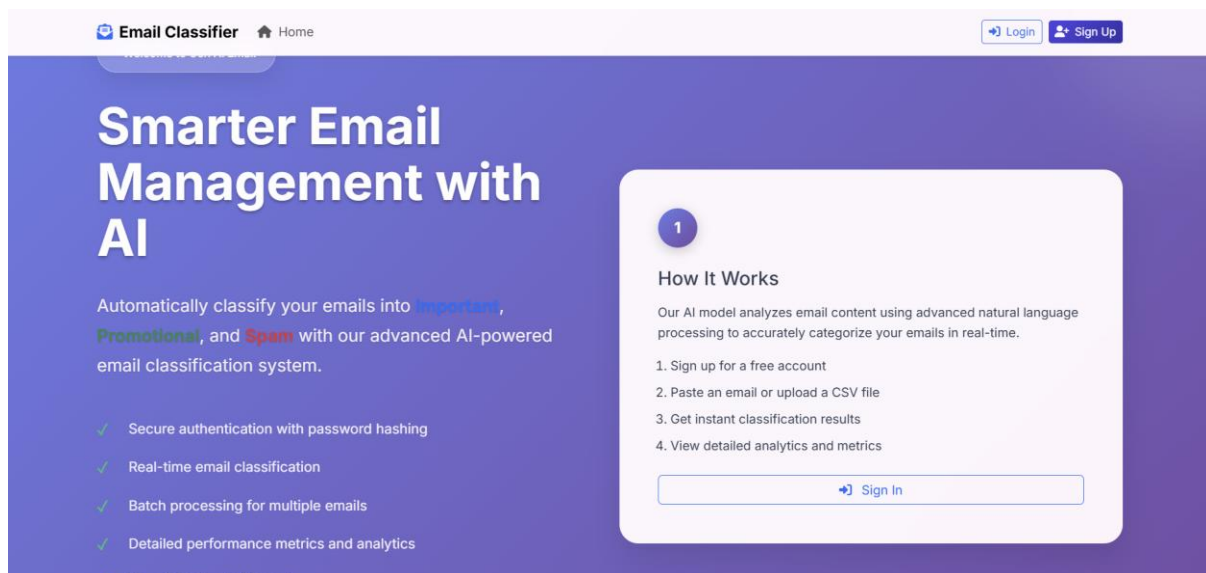 Email Classifier
Home
Login
Sign Up
Smarter Email
Management with
AI
Automatically classify your emails into Important,
Promotional, and Spam with our advanced AI-powered
email classification system.
✓ Secure authentication with password hashing
✓ Real-time email classification
✓ Batch processing for multiple emails
✓ Detailed performance metrics and analytics
1
How It Works
Our AI model analyzes email content using advanced natural language
processing to accurately categorize your emails in real-time.
1. Sign up for a free account
2. Paste an email or upload a CSV file
3. Get instant classification results
4. View detailed analytics and metrics
Sign In